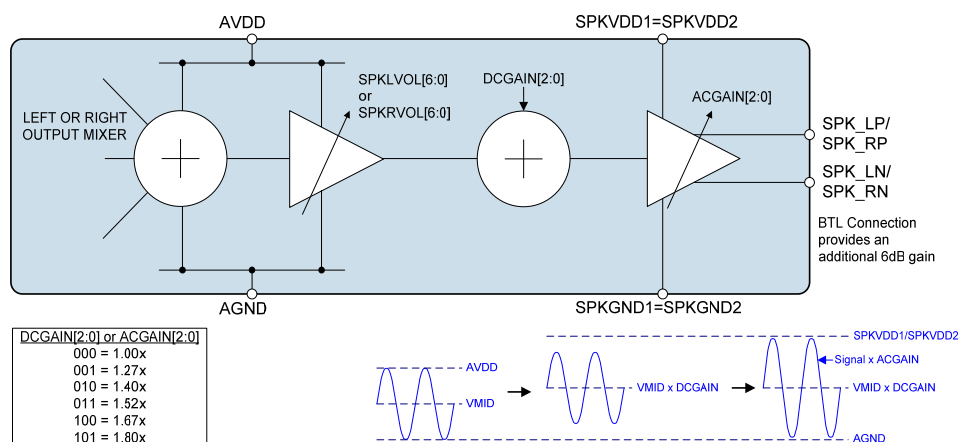 AVDD
SPKVDD1=SPKVDD2
SPKLVOL[6:0]
or
SPKRVOL[6:0]
DCGAIN[2:0]
ACGAIN[2:0]
LEFT OR RIGHT
OUTPUT MIXER
SPK_LP/
SPK_RP
SPK_LN/
SPK_RN
BTL Connection
provides an
additional 6dB gain
AGND
SPKGND1=SPKGND2
DCGAIN[2:0] or ACGAIN[2:0]
000 = 1.00x
001 = 1.27x
010 = 1.40x
011 = 1.52x
100 = 1.67x
101 = 1.80x
AVDD
VMID
VMID x DCGAIN
SPKVDD1/SPKVDD2
Signal x ACGAIN
VMID x DCGAIN
AGND